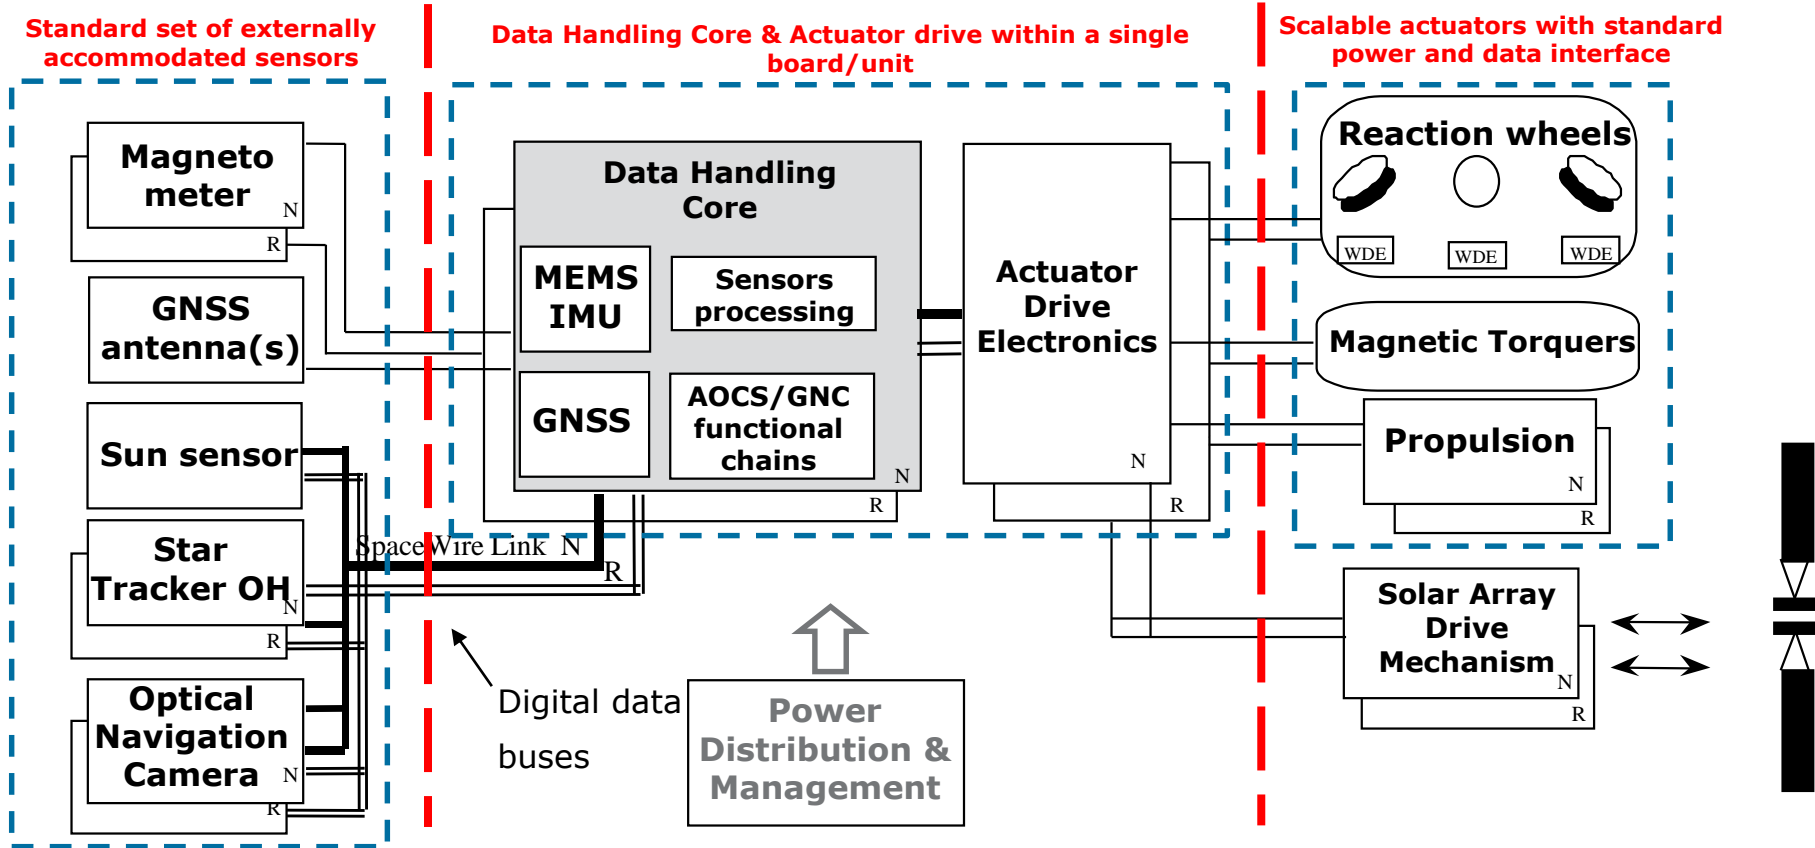 Standard set of externally
accommodated sensors
Data Handling Core & Actuator drive within a single
board/unit
Scalable actuators with standard
power and data interface
Magneto
meter
N
R
GNSS
antenna(s)
Sun sensor
Star
Tracker OH
N
R
Optical
Navigation
Camera
N
R
SpaceWire Link N
R
Digital data
buses
Data Handling
Core
MEMS
IMU
Sensors
processing
GNSS
AOCS/GNC
functional
chains
N
R
Actuator
Drive
Electronics
N
R
Power
Distribution &
Management
Reaction wheels
WDE
WDE
WDE
Magnetic Torquers
Propulsion
N
R
Solar Array
Drive
Mechanism
N
R